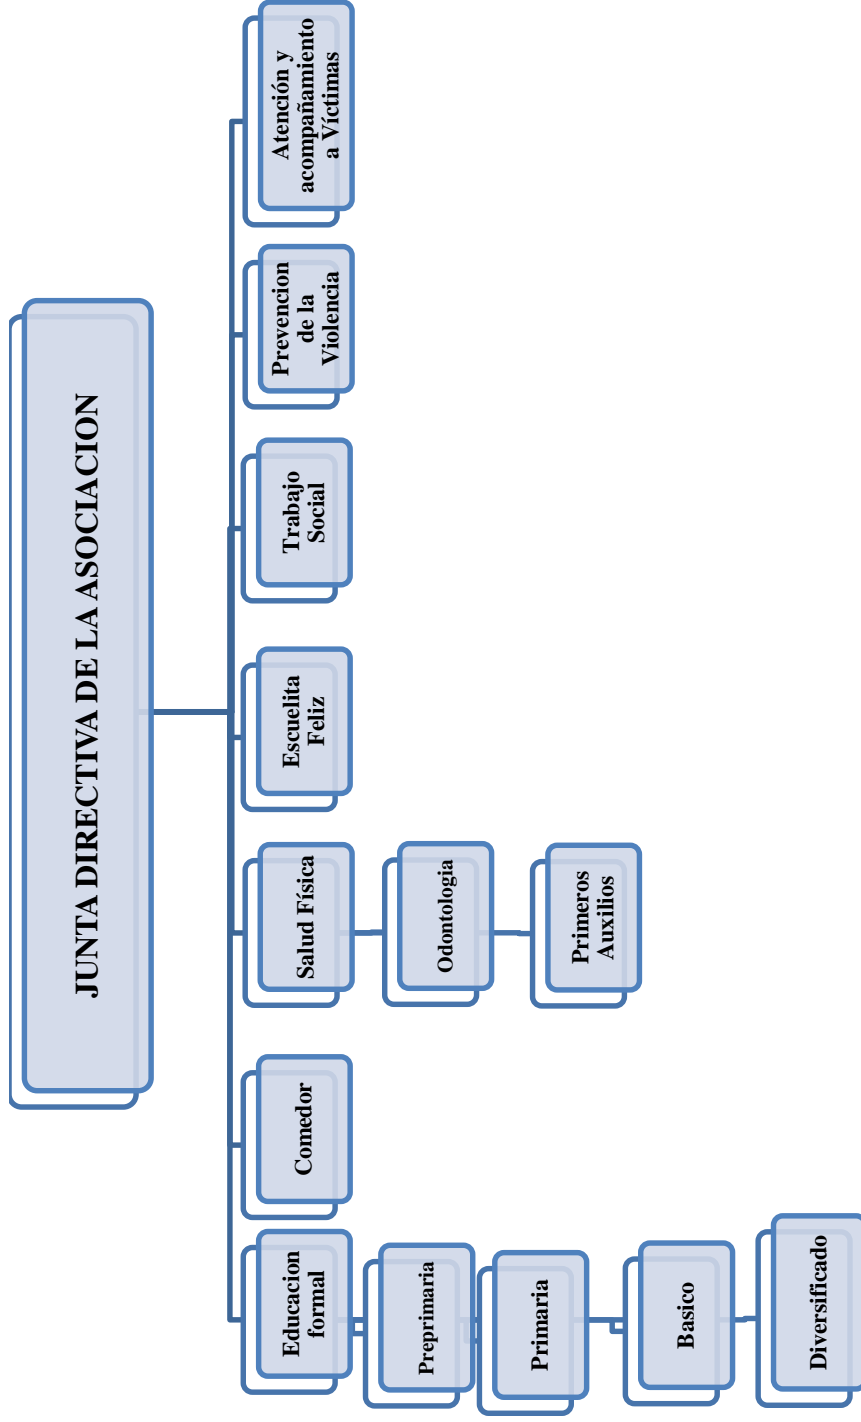 JUNTA DIRECTIVA DE LA ASOCIACION
Educacion
formal
Comedor
Salud Física
Escuelita
Feliz
Trabajo
Social
Prevencion
de la
Violencia
Atención y
acompañamiento
a Víctimas
Preprimaria
Odontologia
Primaria
Primeros
Auxilios
Basico
Diversificado